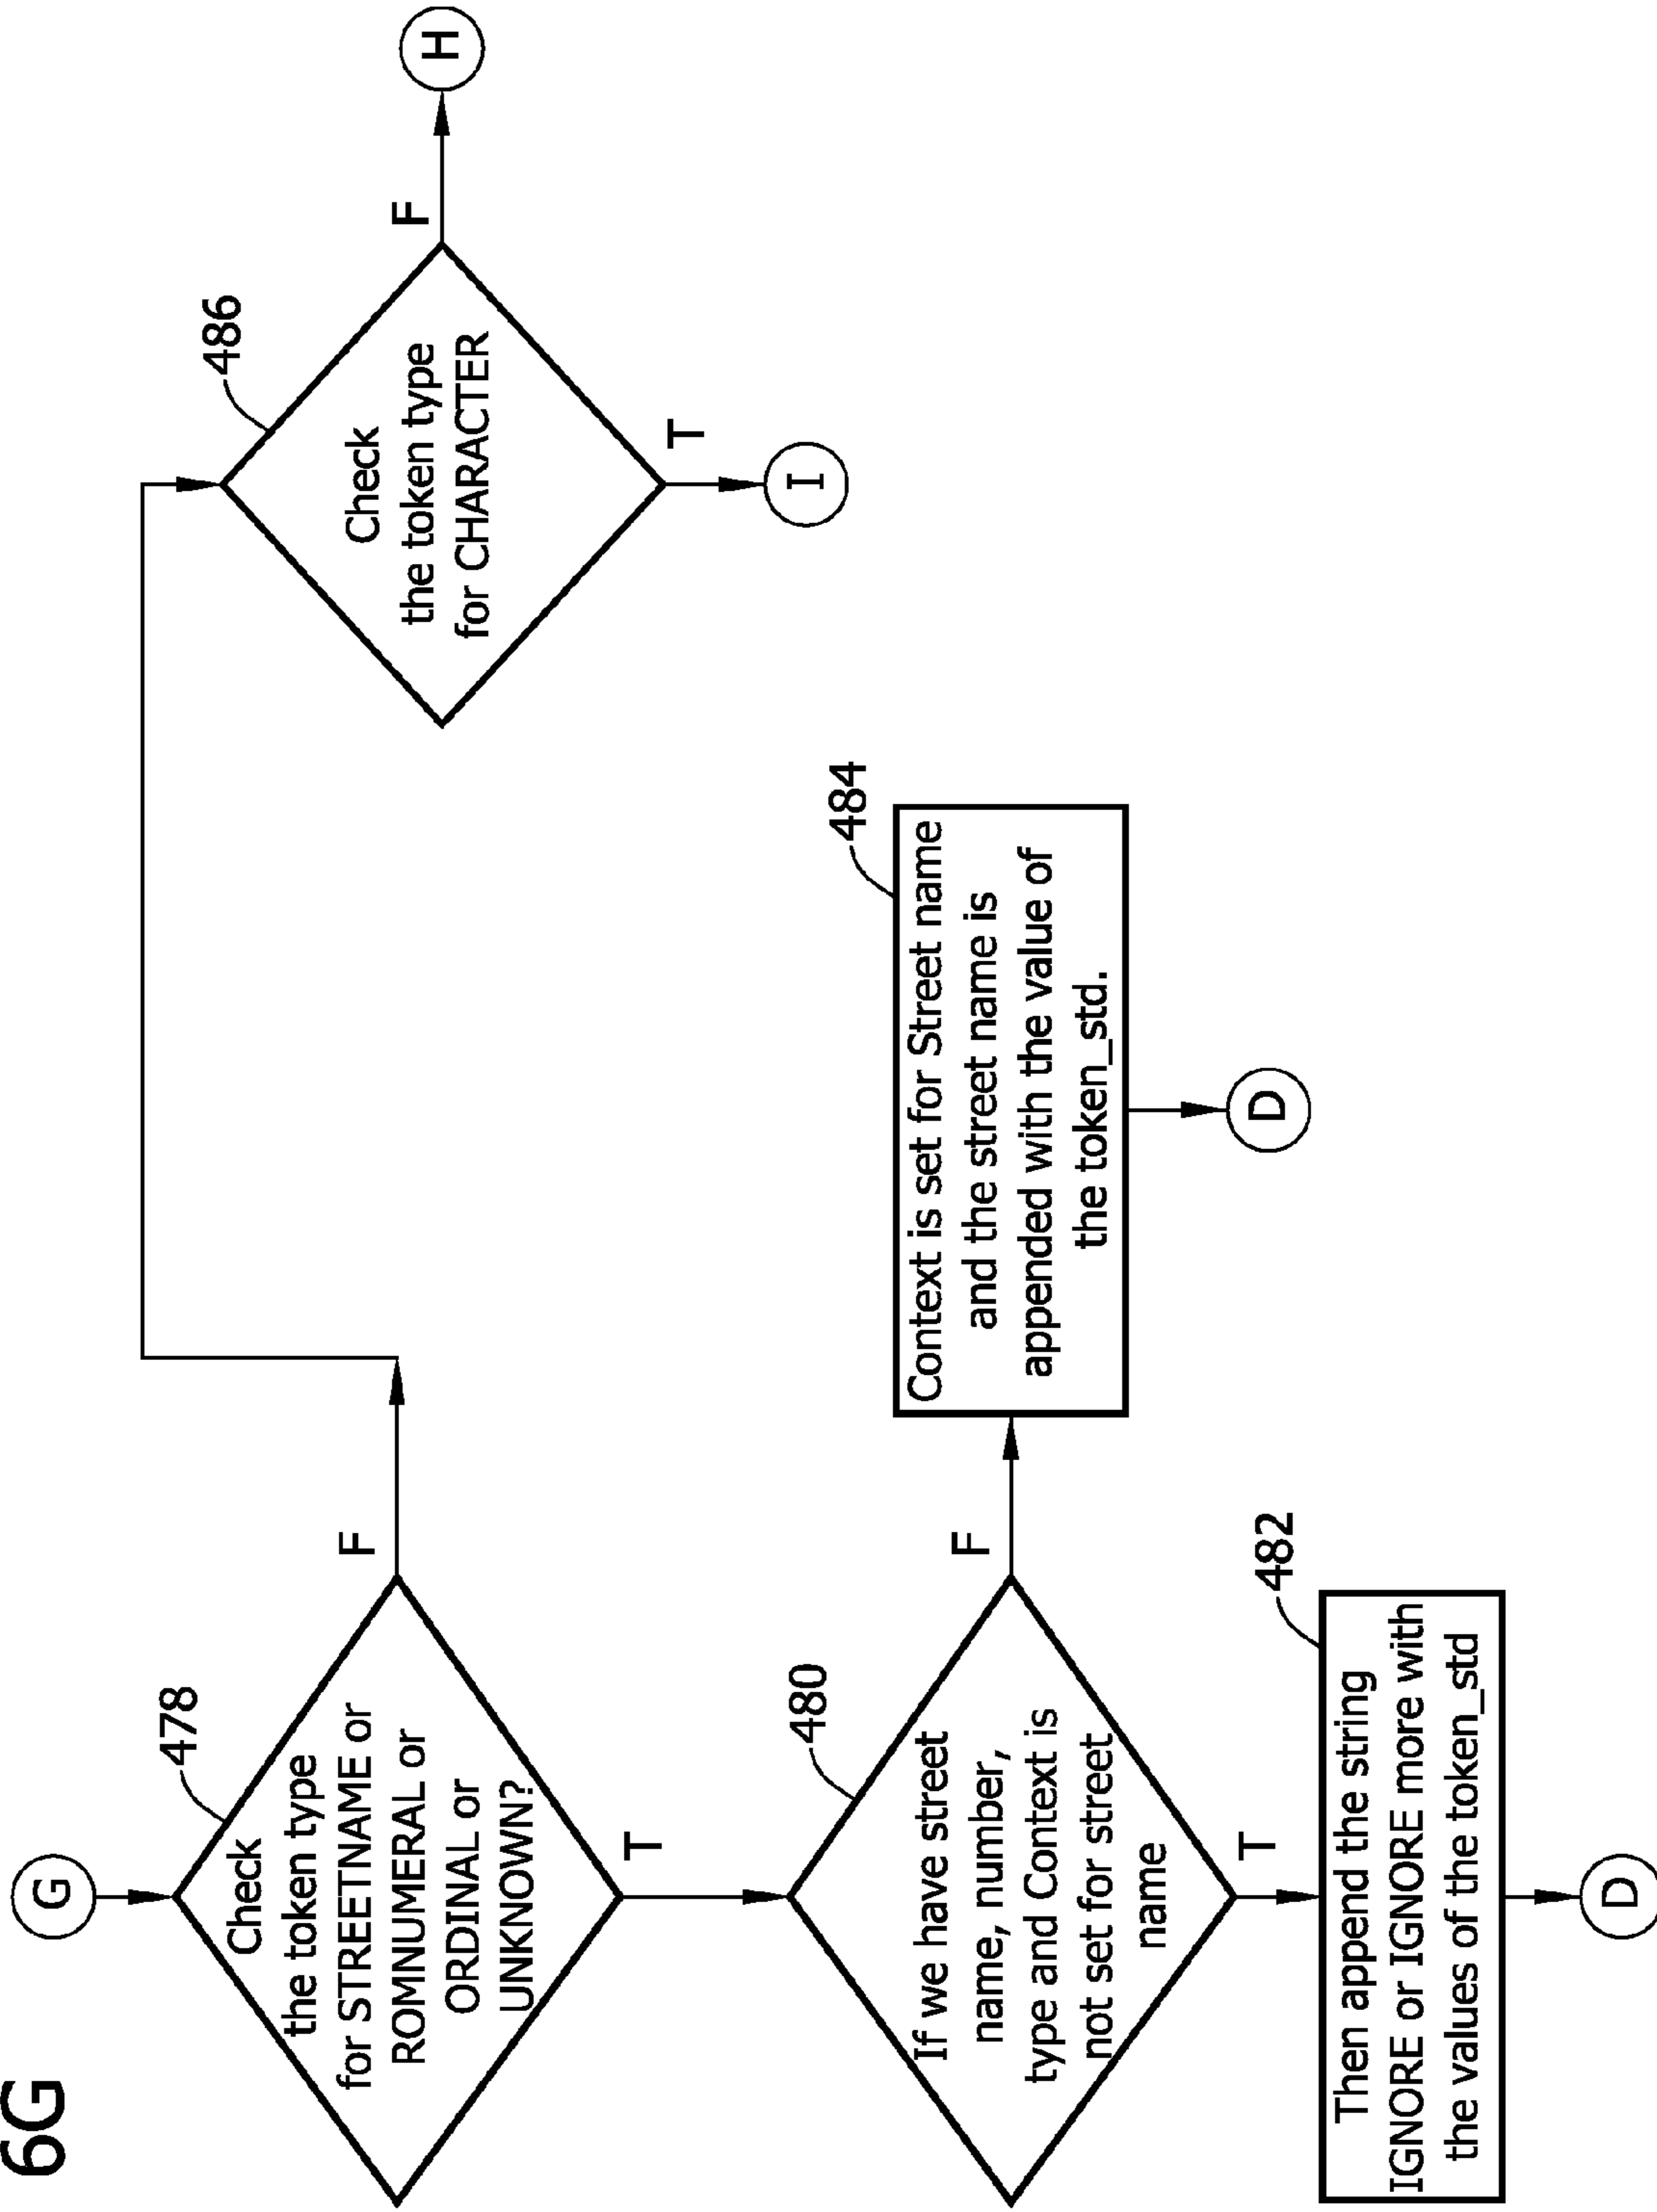 6G
G
478
Check
the token type
for STREETNAME or
ROMNUMERAL or
ORDINAL or
UNKNOWN?
F
T
480
If we have street
name, number,
type and Context is
not set for street
name
F
T
482
Then append the string
IGNORE or IGNORE more with
the values of the token_std
D
484
Context is set for Street name
and the street name is
appended with the value of
the token_std.
D
486
Check
the token type
for CHARACTER
F
H
T
I